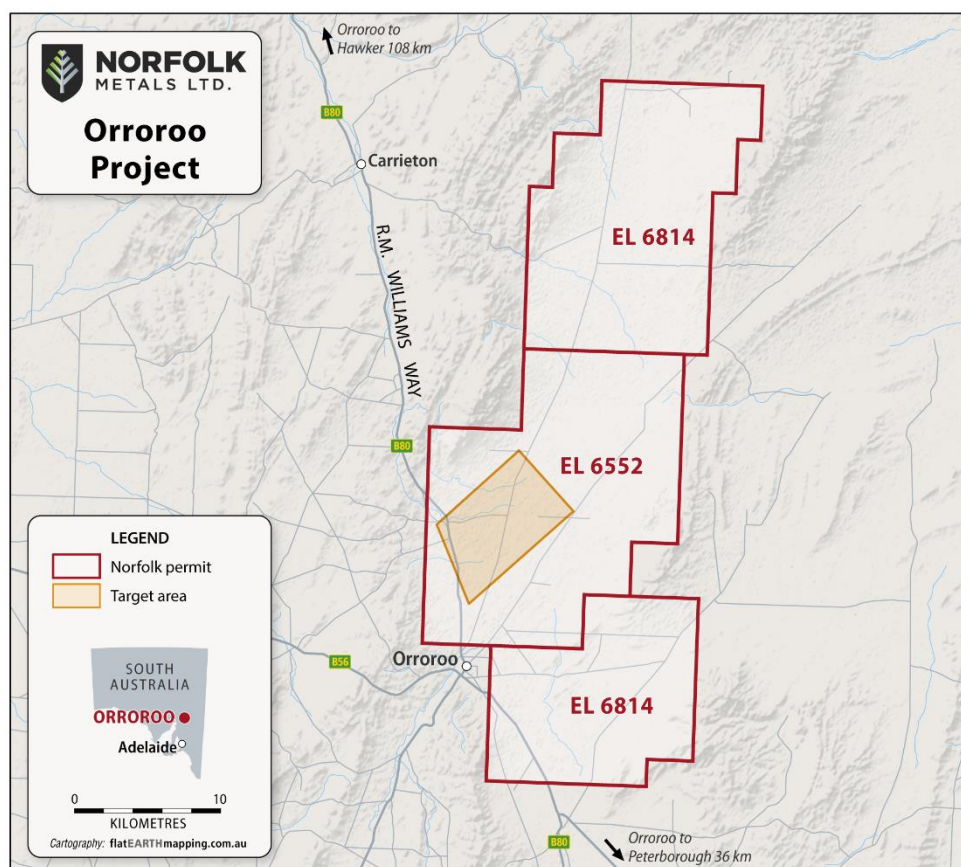 NORFOLK
METALS LTD.
Orroroo
Project
Orroroo to
Hawker 108 km
B80
Carrieton
R.M. WILLIAMS WAY
EL 6814
B80
EL 6552
LEGEND
Norfolk permit
Target area
B56
Orroroo
EL 6814
SOUTH
AUSTRALIA
ORROROO
Adelaide
0 10
KILOMETRES
Cartography: flatEARTHmapping.com.au
B80
Orroroo to
Peterborough 36 km